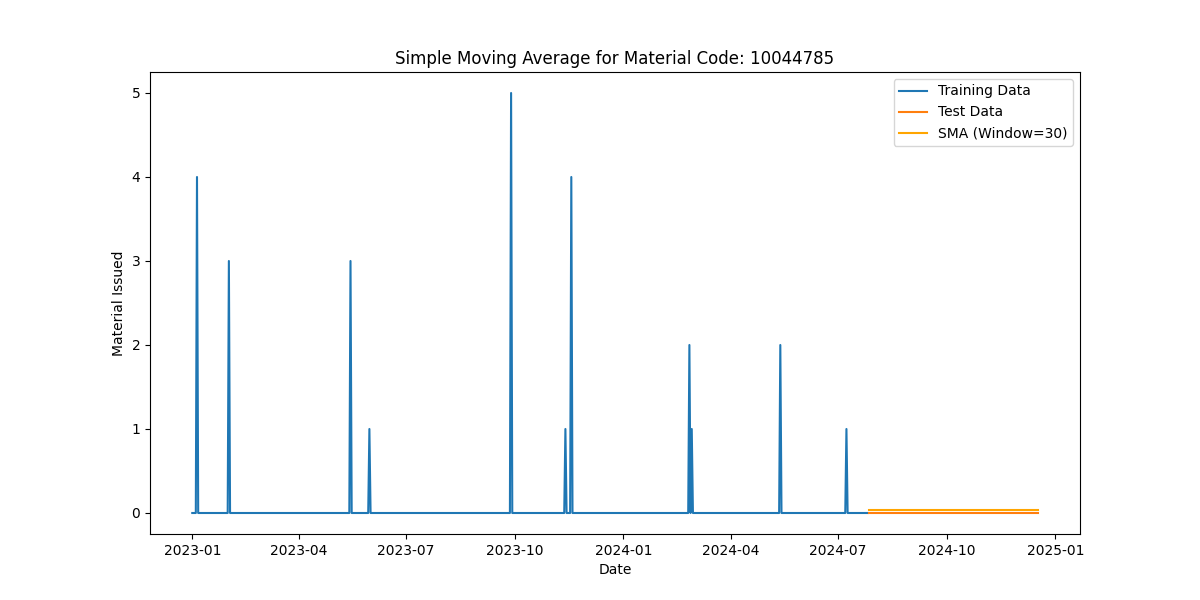 Simple Moving Average for Material Code: 10044785
Training Data
Test Data
SMA (Window=30)
Material Issued
5
4
3
2
1
0
2023-01
2023-04
2023-07
2023-10
2024-01
2024-04
2024-07
2024-10
2025-01
Date